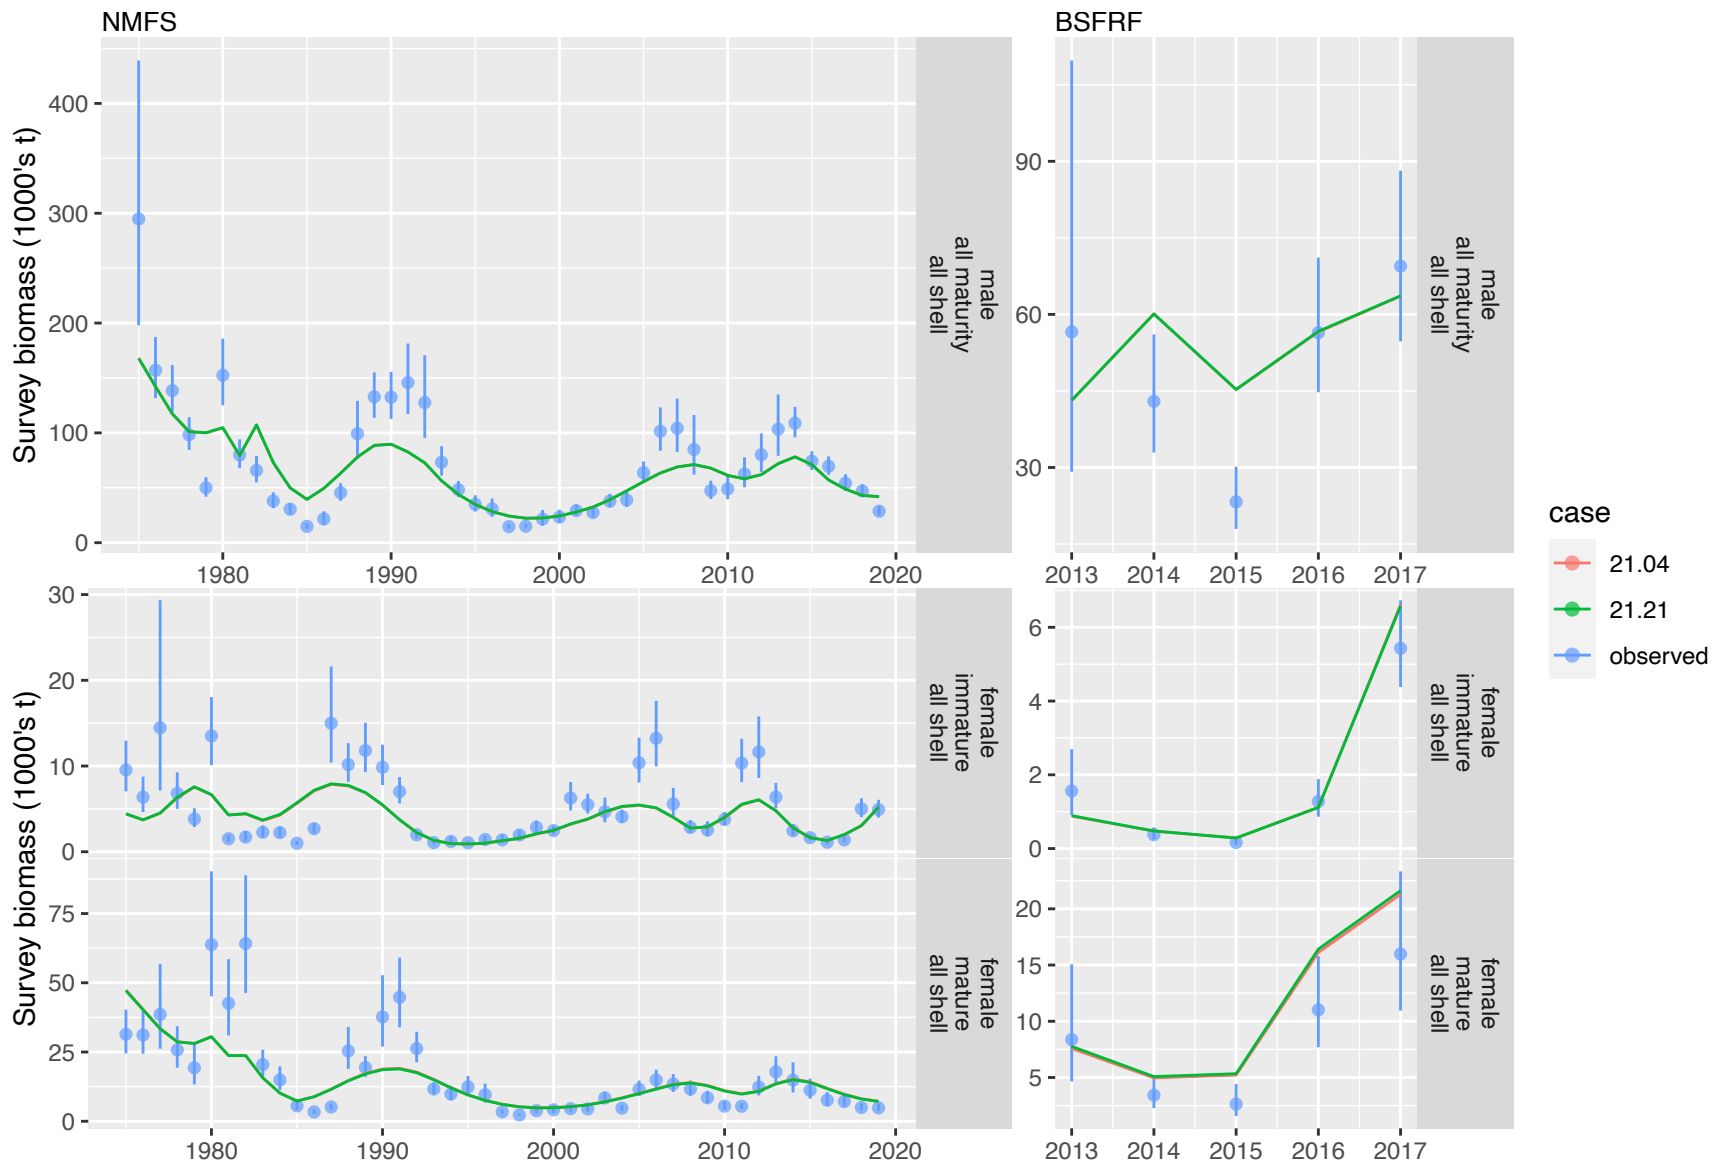 NMFS
BSFRF
Survey biomass (1000's t)
400
300
200
100
0
1980
1990
2000
2010
2020
male
all maturity
all shell
90
60
30
2013
2014
2015
2016
2017
male
all maturity
all shell
Survey biomass (1000's t)
30
20
10
0
female
immature
all shell
6
4
2
0
female
immature
all shell
75
50
25
0
1980
1990
2000
2010
2020
female
mature
all shell
20
15
10
5
2013
2014
2015
2016
2017
female
mature
all shell
case
21.04
21.21
observed